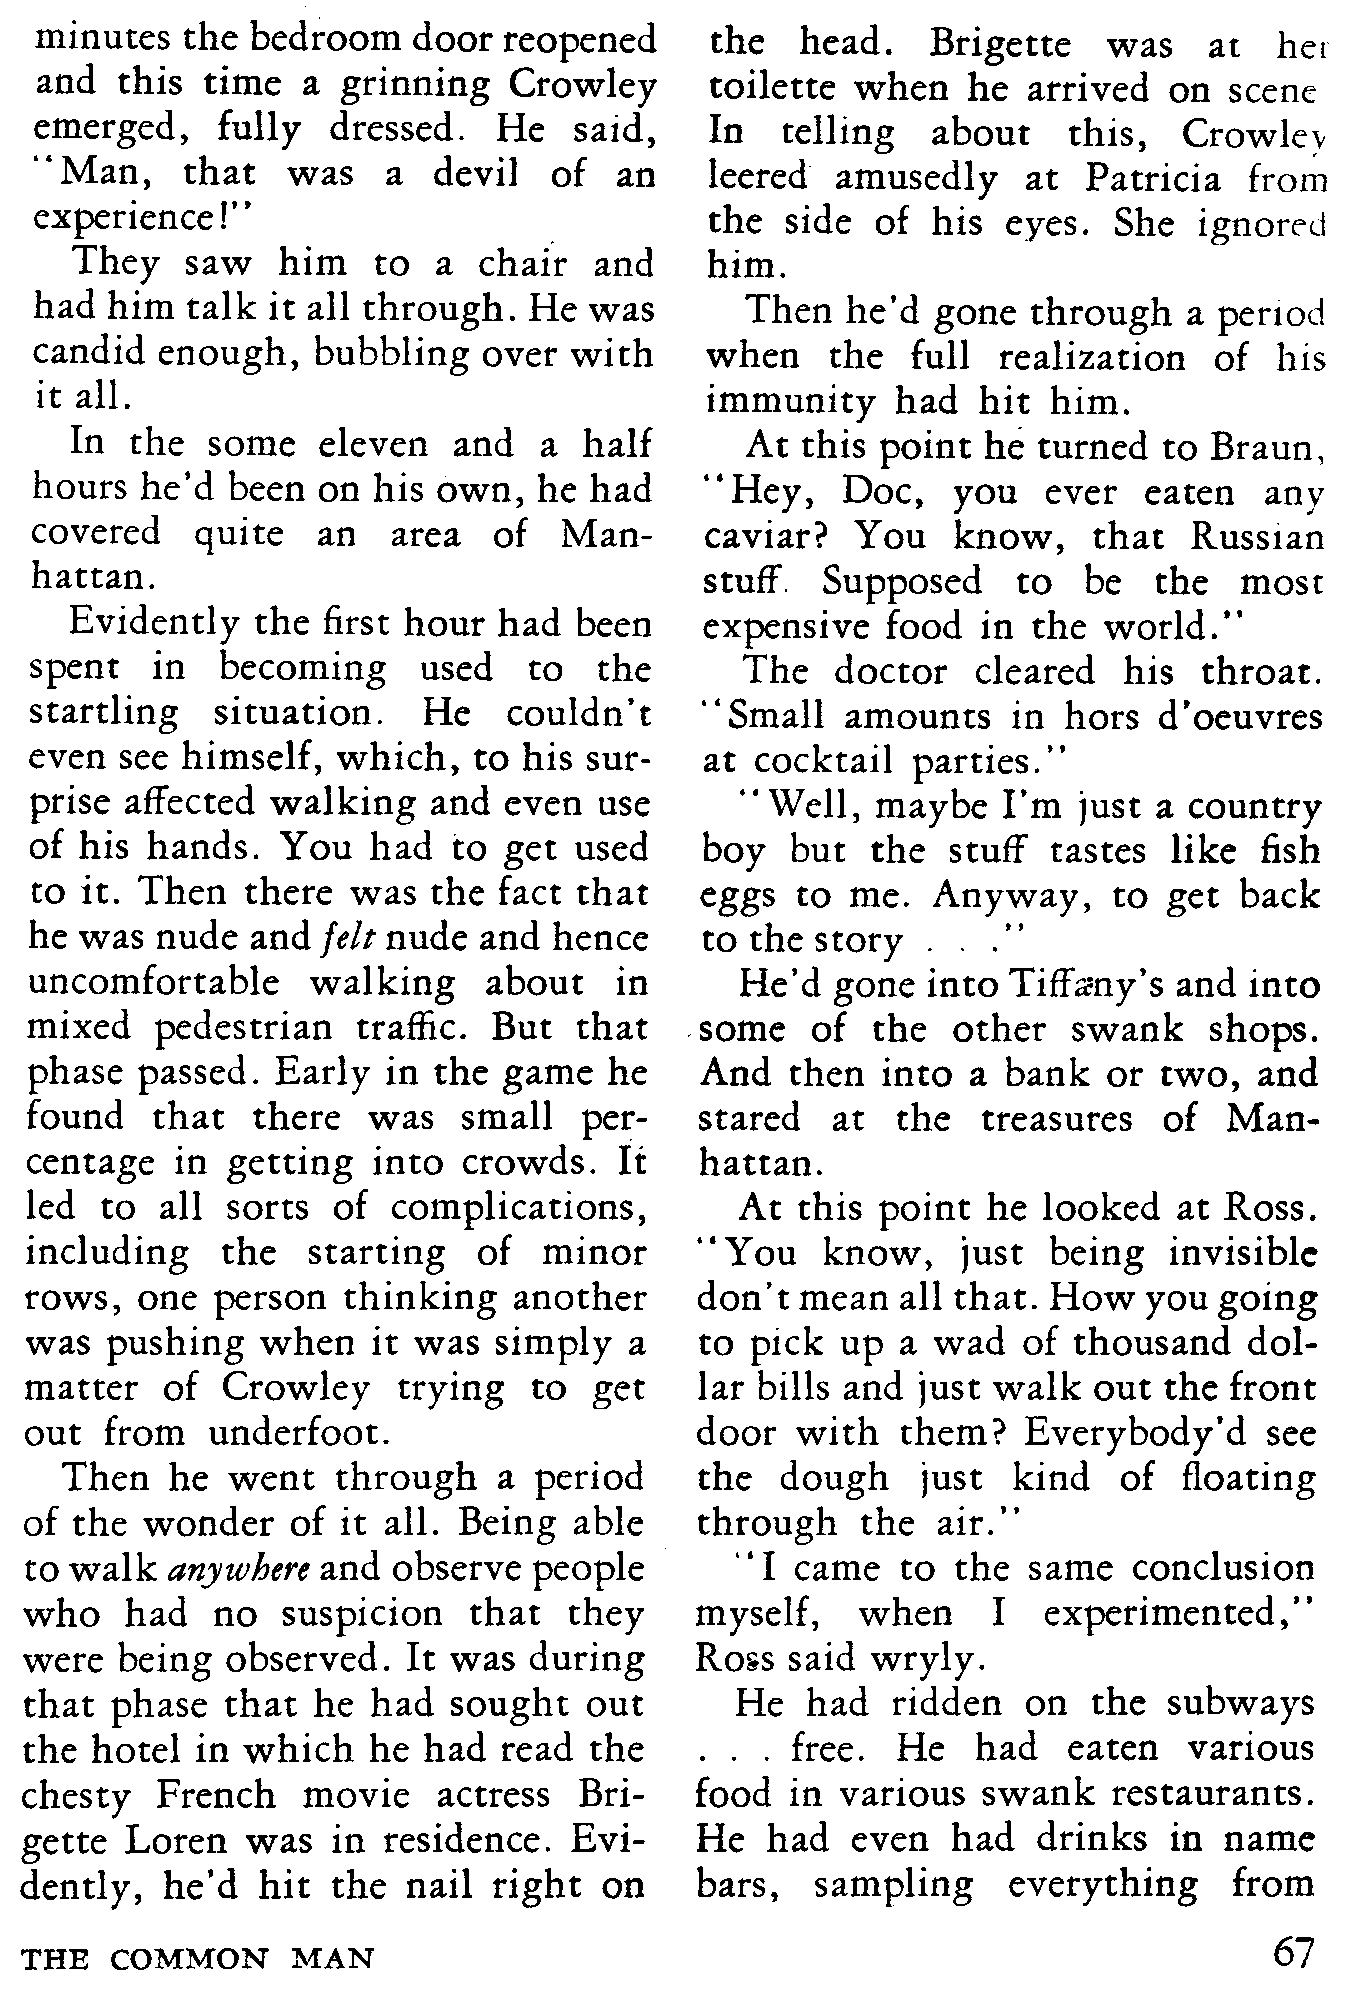 minutes the bedroom door reopened
and this time a grinning Crowley
emerged, fully dressed. He said,
"Man, that was a devil of an
experience!"
They saw him to a chair and
had him talk it all through. He was
candid enough, bubbling over with
it all.
In the some eleven and a half
hours he'd been on his own, he had
covered quite an area of Man-
hattan.
Evidently the first hour had been
spent in becoming used to the
startling situation. He couldn't
even see himself, which, to his sur-
prise affected walking and even use
of his hands. You had to get used
to it. Then there was the fact that
he was nude and felt nude and hence
uncomfortable walking about in
mixed pedestrian traffic. But that
phase passed. Early in the game he
found that there was small per-
centage in getting into crowds. It
led to all sorts of complications,
including the starting of minor
rows, one person thinking another
was pushing when it was simply a
matter of Crowley trying to get
out from underfoot.
Then he went through a period
of the wonder of it all. Being able
to walk anywhere and observe people
who had no suspicion that they
were being observed. It was during
that phase that he had sought out
the hotel in which he had read the
chesty French movie actress Bri-
gette Loren was in residence. Evi-
dently, he'd hit the nail right on
the head. Brigette was at her
toilette when he arrived on scene
In telling about this, Crowley
leered amusedly at Patricia from
the side of his eyes. She ignored
him.
Then he'd gone through a period
when the full realization of his
immunity had hit him.
At this point he turned to Braun,
"Hey, Doc, you ever eaten any
caviar? You know, that Russian
stuff. Supposed to be the most
expensive food in the world."
The doctor cleared his throat.
"Small amounts in hors d'oeuvres
at cocktail parties."
"Well, maybe I'm just a country
boy but the stuff tastes like fish
eggs to me. Anyway, to get back
to the story . . ."
He'd gone into Tiffany's and into
some of the other swank shops.
And then into a bank or two, and
stared at the treasures of Man-
hattan.
At this point he looked at Ross.
"You know, just being invisible
don't mean all that. How you going
to pick up a wad of thousand dol-
lar bills and just walk out the front
door with them? Everybody'd see
the dough just kind of floating
through the air."
"I came to the same conclusion
myself, when I experimented,"
Ross said wryly.
He had ridden on the subways
. . . free. He had eaten various
food in various swank restaurants.
He had even had drinks in name
bars, sampling everything from
THE COMMON MAN
67